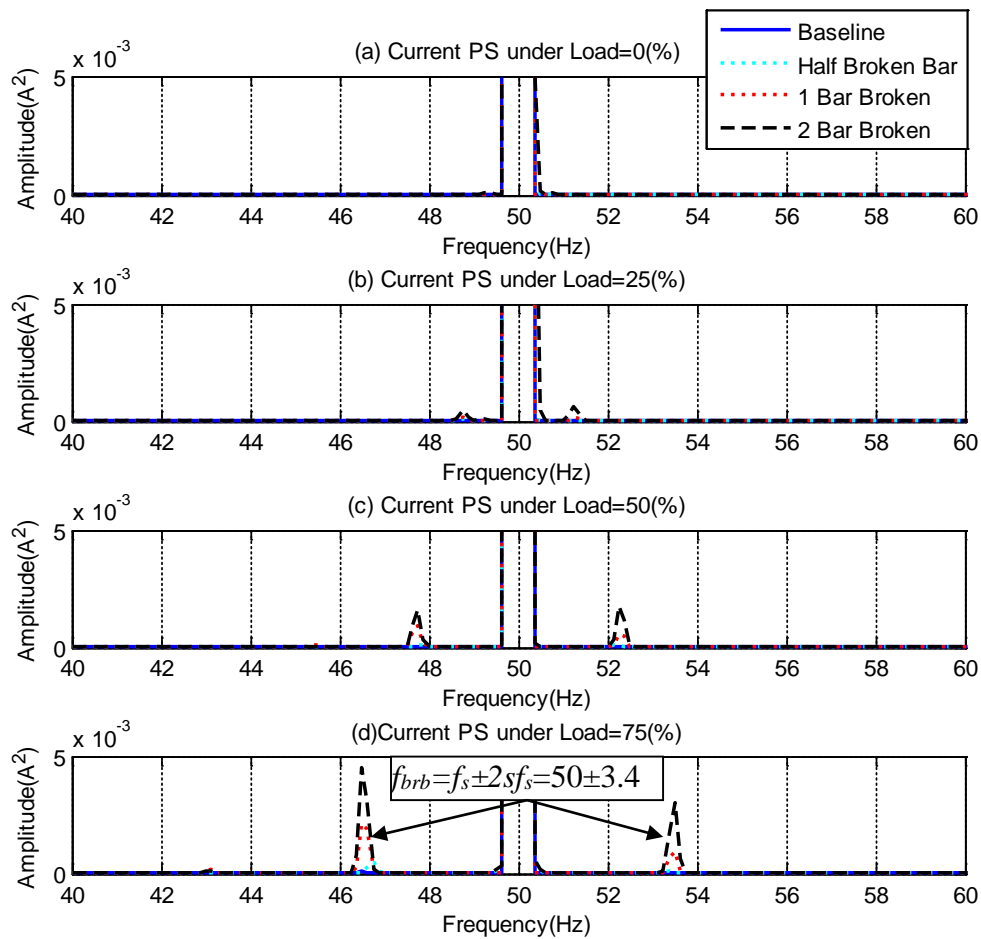 x 10-3
(a) Current PS under Load=0(%)
Baseline
Half Broken Bar
1 Bar Broken
2 Bar Broken
Amplitude(A2)
5
0
40 42 44 46 48 50 52 54 56 58 60
Frequency(Hz)
x 10-3
(b) Current PS under Load=25(%)
Amplitude(A2)
5
0
40 42 44 46 48 50 52 54 56 58 60
Frequency(Hz)
x 10-3
(c) Current PS under Load=50(%)
Amplitude(A2)
5
0
40 42 44 46 48 50 52 54 56 58 60
Frequency(Hz)
x 10-3
(d)Current PS under Load=75(%)
Amplitude(A2)
5
0
fbrb=fs±2sfs=50±3.4
40 42 44 46 48 50 52 54 56 58 60
Frequency(Hz)